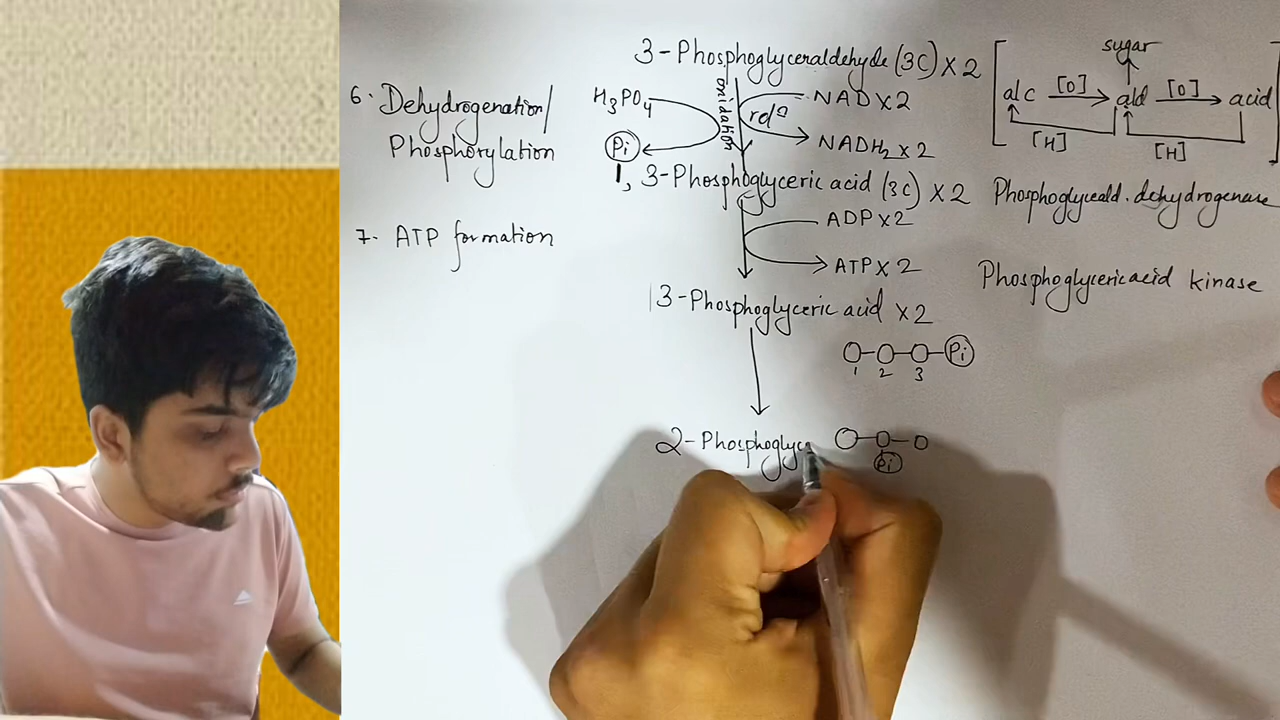 3-Phosphoglyceraldehyde (3C) X 2
6. Dehydrogenation/
Phosphorylation
H3PO4
Pi
oxidation
redn
NAD X 2
NADH2 X 2
sugar
alc [O] ald [O] acid
[H] [H]
1, 3-Phosphoglyceric acid (3C) X 2
Phosphoglyceald. dehydrogenase
7. ATP formation
ADP X 2
ATP X 2
Phosphoglyceric acid kinase
3-Phosphoglyceric acid X 2
Pi
1 2 3
2-Phosphoglyce
Pi